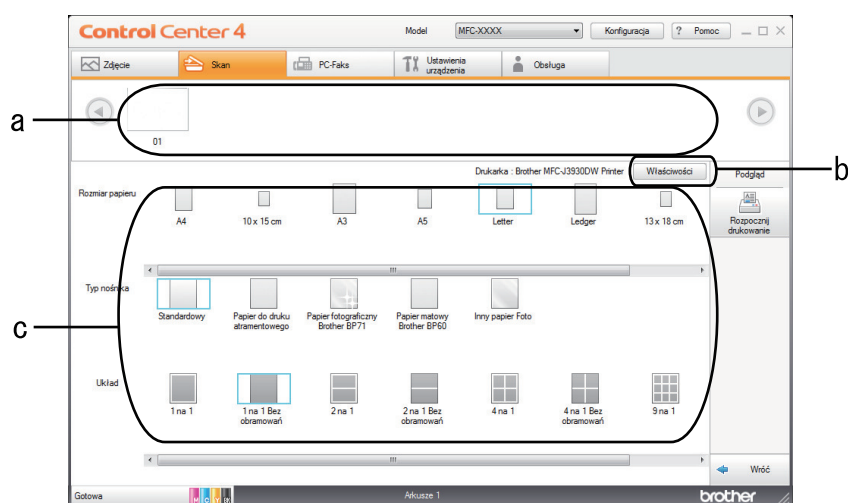 Control Center 4
Model
MFC-XXXX
Konfiguracja
? Pomoc
Zdjęcie
Skan
PC-Faks
Ustawienia
urządzenia
Obsługa
a
01
b
Drukarka : Brother MFC-J3930DW Printer
Właściwości
Podgląd
Rozpocznij
drukowanie
Rozmiar papieru
A4
10 x 15 cm
A3
A5
Letter
Ledger
13 x 18 cm
c
Typ nośnika
Standardowy
Papier do druku
atramentowego
Papier fotograficzny
Brother BP71
Papier matowy
Brother BP60
Inny papier Foto
Układ
1 na 1
1 na 1 Bez
obramowań
2 na 1
2 na 1 Bez
obramowań
4 na 1
4 na 1 Bez
obramowań
9 na 1
Wróć
Gotowa
M C Y BK
Arkusze 1
brother